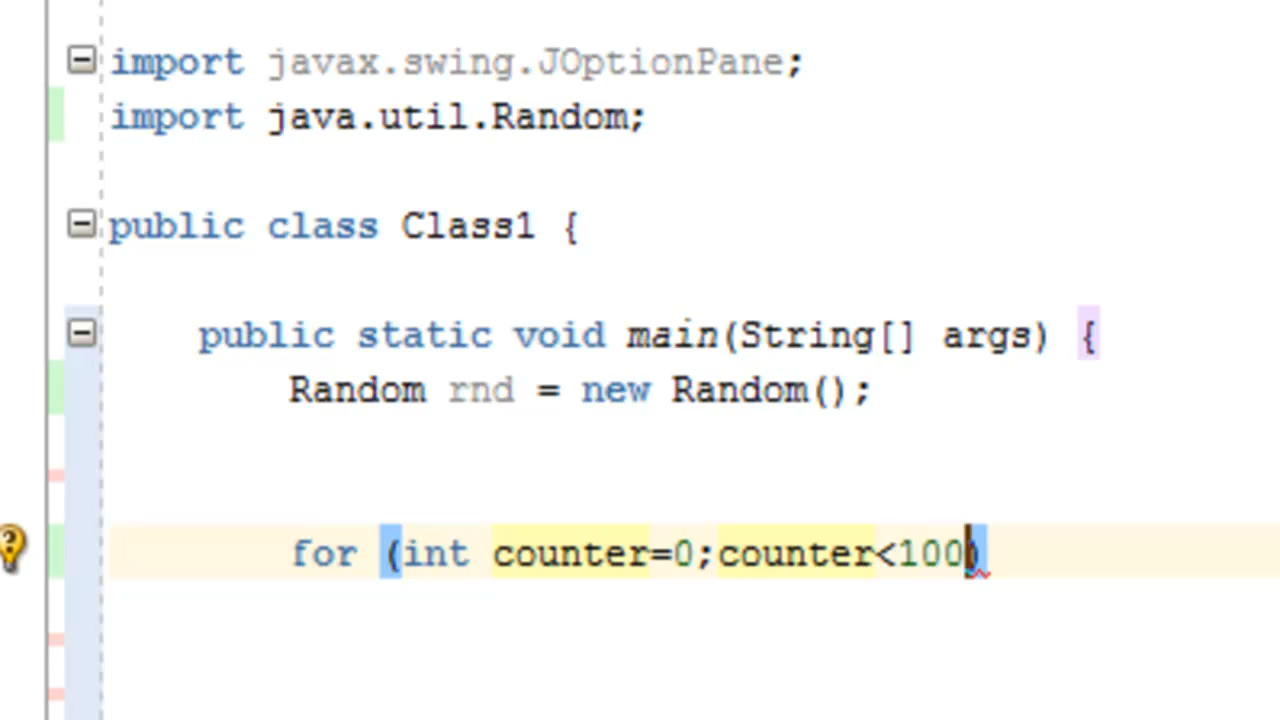 import javax.swing.JOptionPane;
import java.util.Random;
public class Class1 {
public static void main(String[] args) {
Random rnd = new Random();
for (int counter=0;counter<100)